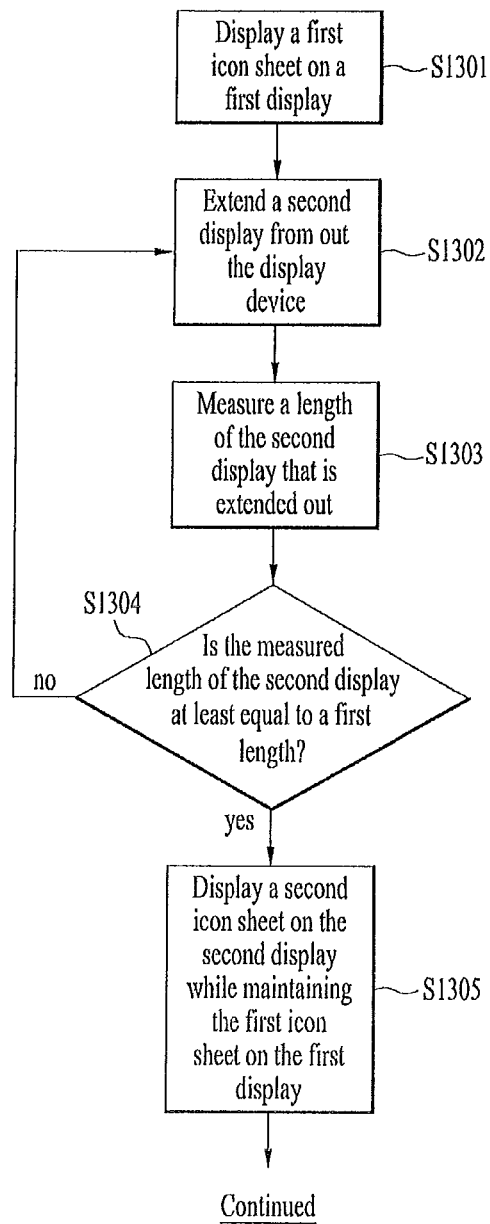 Display a first
icon sheet on a
first display
S1301
Extend a second
display from out
the display
device
S1302
Measure a length
of the second
display that is
extended out
S1303
S1304
Is the measured
length of the second display
at least equal to a first
length?
no
yes
Display a second
icon sheet on the
second display
while maintaining
the first icon
sheet on the first
display
S1305
Continued